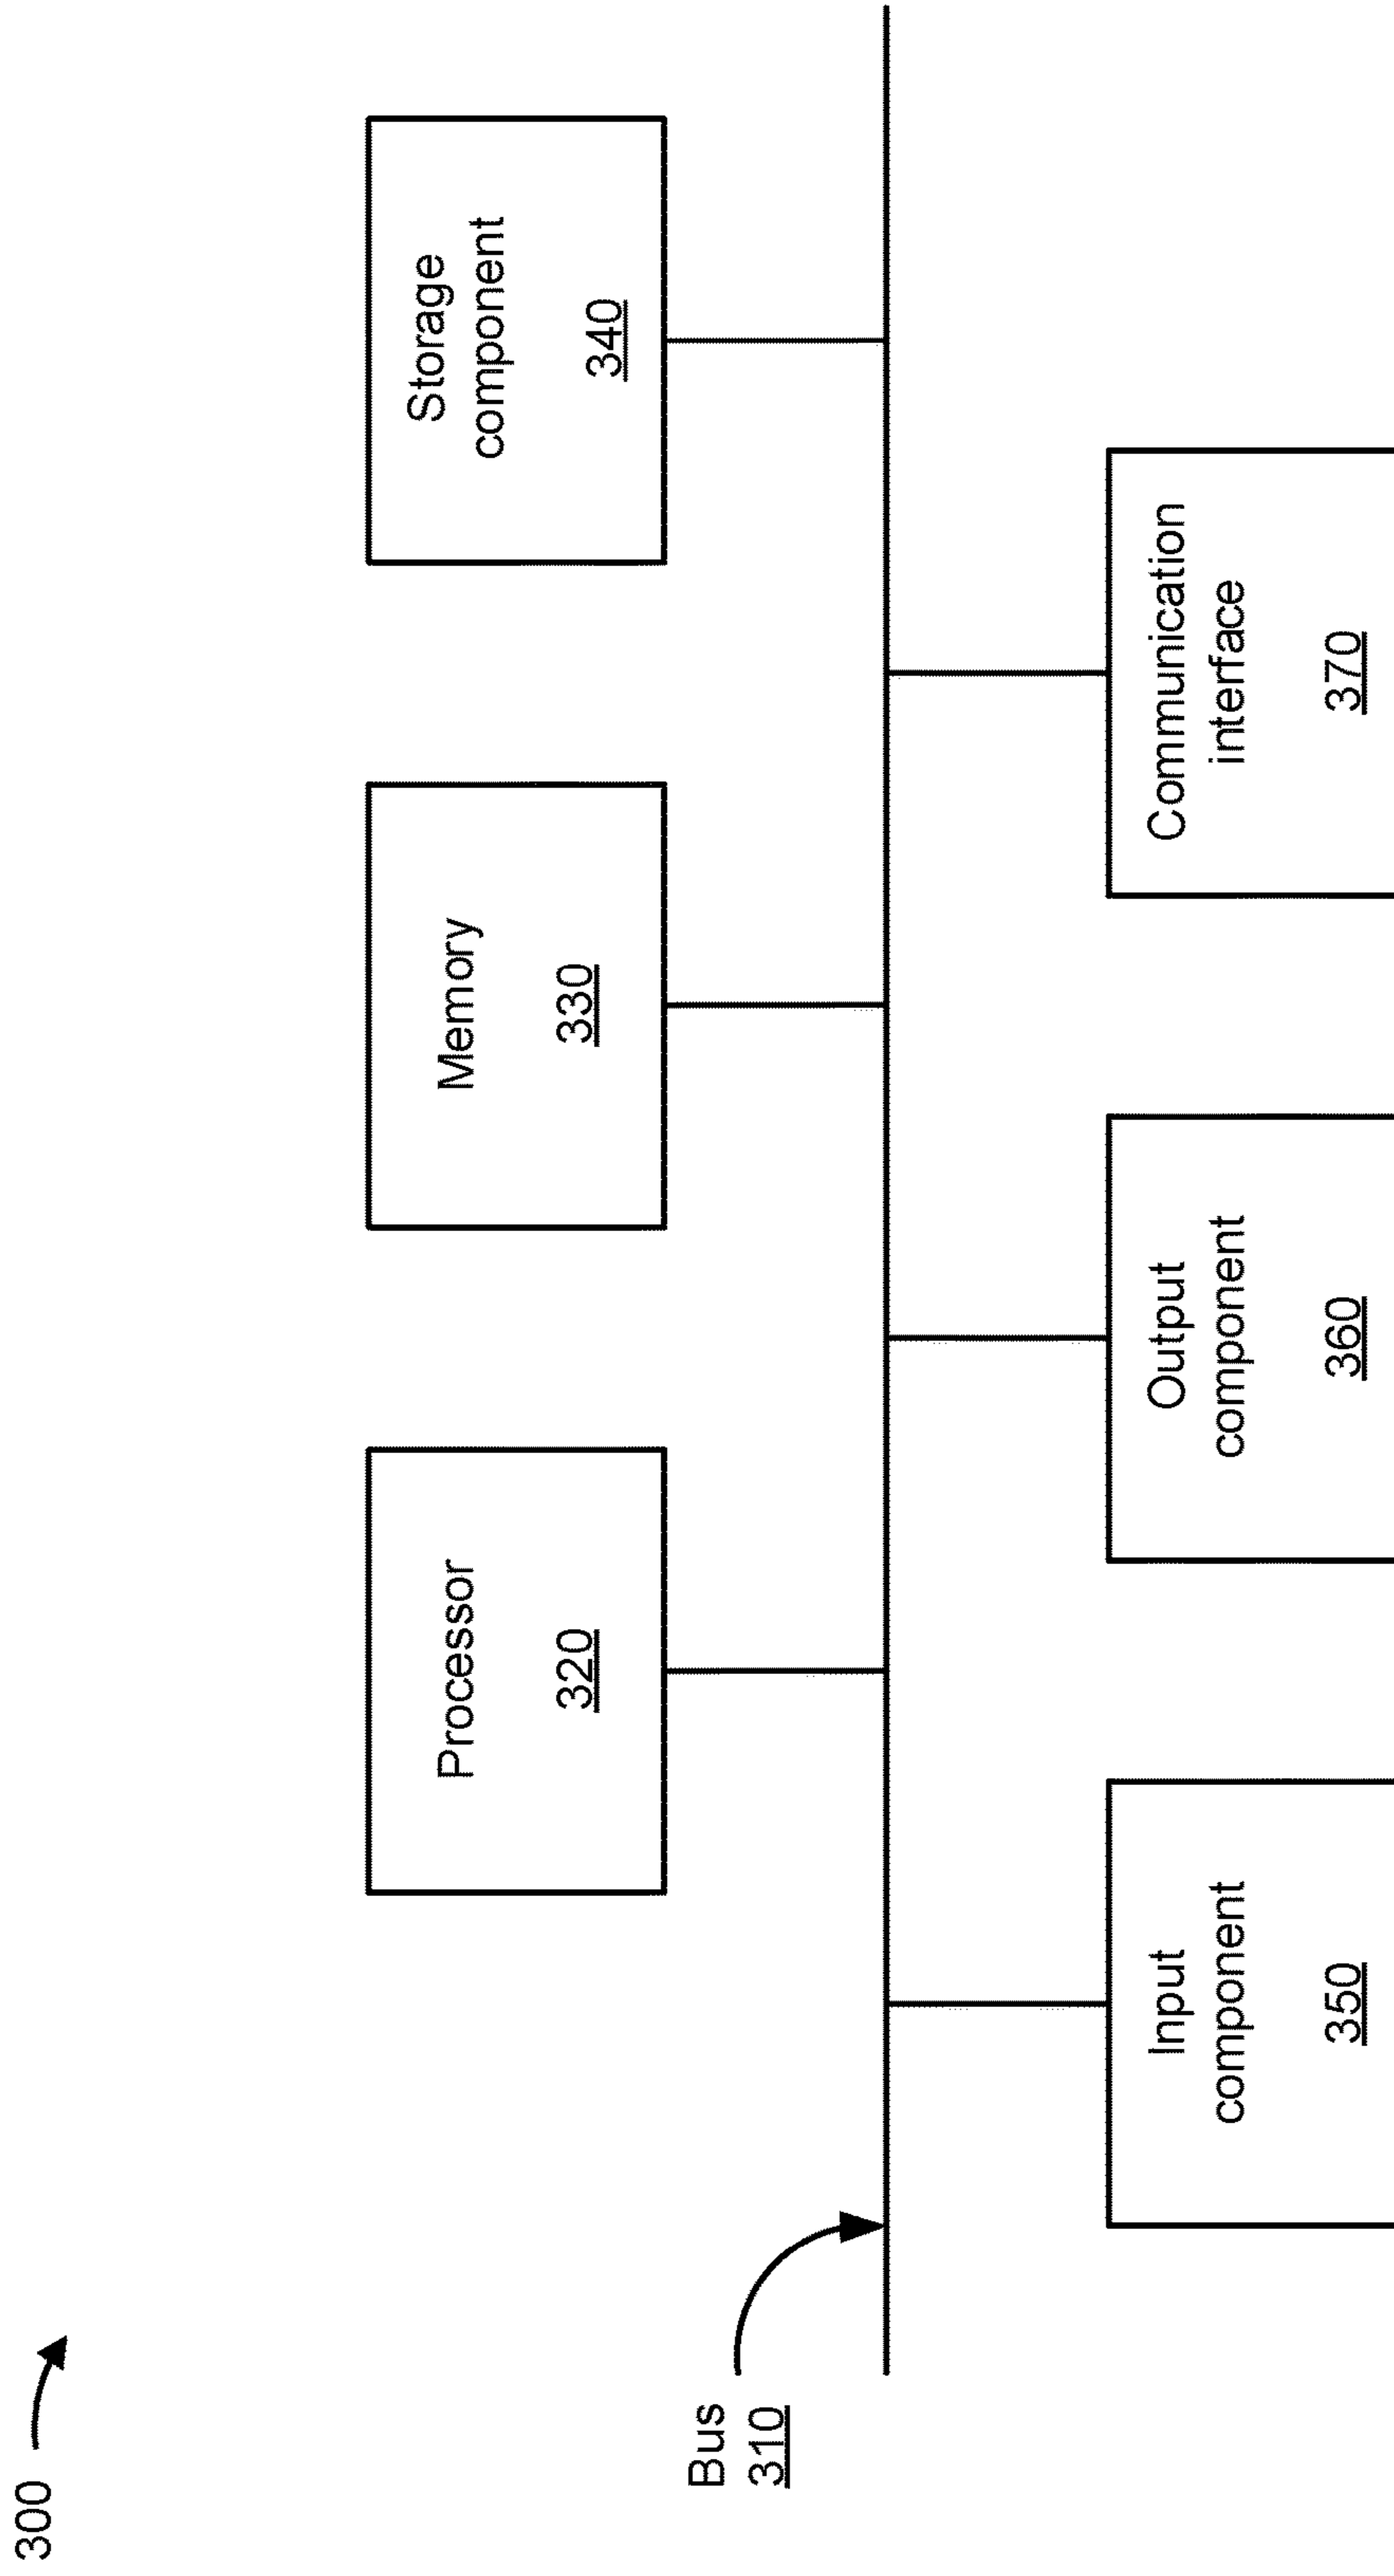 300
Processor
320
Memory
330
Storage
component
340
Bus
310
Input
component
350
Output
component
360
Communication
interface
370